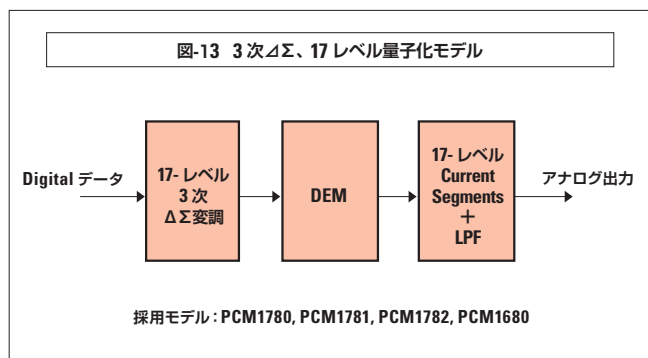 図-13 3 次⊿Σ、17 レベル量子化モデル
Digital データ
17- レベル
3 次
ΔΣ変調
DEM
17- レベル
Current
Segments
+
LPF
アナログ出力
採用モデル：PCM1780, PCM1781, PCM1782, PCM1680